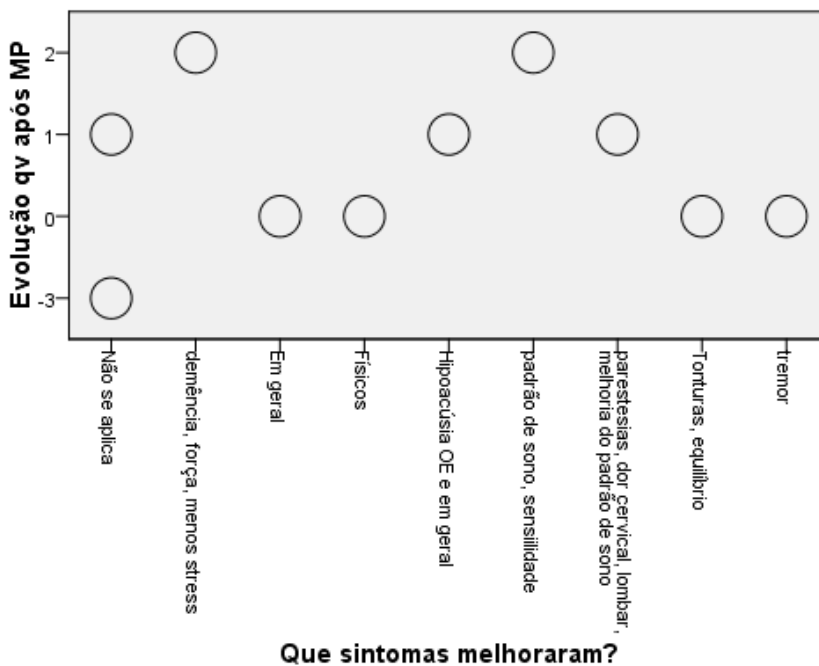 Evolução qv após MP
2
1
0
-3
Não se aplica
demência, força, menos stress
Em geral
Físicos
Hipoacúsia OE e em geral
padrão de sono, sensiilidade
parestesias, dor cervical, lombar,
melhoria do padrão de sono
Tonturas, equilíbrio
tremor
Que sintomas melhoraram?